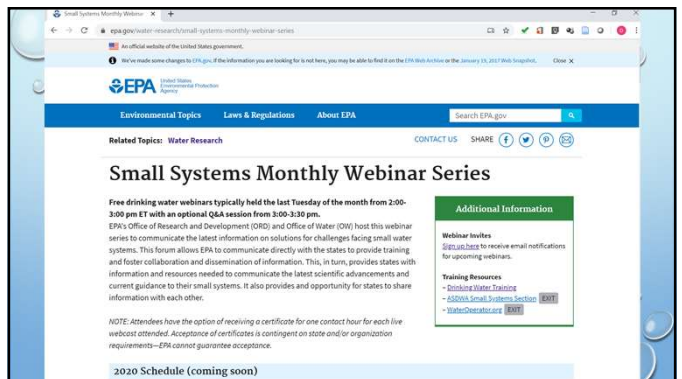 Small Systems Monthly Webinar
epa.gov/water-research/small-systems-monthly-webinar-series
An official website of the United States government.
We've made some changes to EPA.gov. If the information you are looking for is not here, you may be able to find it on the EPA Web Archive or the January 19, 2017 Web Snapshot. Close X
EPA United States
Environmental Protection
Agency
Environmental Topics Laws & Regulations About EPA Search EPA.gov
Related Topics: Water Research CONTACT US SHARE
Small Systems Monthly Webinar Series
Free drinking water webinars typically held the last Tuesday of the month from 2:00-
3:00 pm ET with an optional Q&A session from 3:00-3:30
pm.
EPA's Office of Research and Development (ORD) and Office of Water (OW) host this webinar
series to communicate the latest information on solutions for challenges facing small water
systems. This forum allows EPA to communicate directly with the states to provide training
and foster collaboration and dissemination of information. This, in turn, provides states with
information and resources needed to communicate the latest scientific advancements and
current guidance to their small systems. It also provides and opportunity for states to share
information with each other.
NOTE: Attendees have the option of receiving a certificate for one contact hour for each live
webcast attended. Acceptance of certificates is contingent on state and/or organization
requirements—EPA cannot guarantee acceptance.
2020 Schedule (coming soon)
Additional Information
Webinar Invites
Sign up here to receive email notifications
for upcoming webinars.
Training Resources
- Drinking Water Training
- ASDWA Small Systems Section EXIT
- WaterOperator.org EXIT